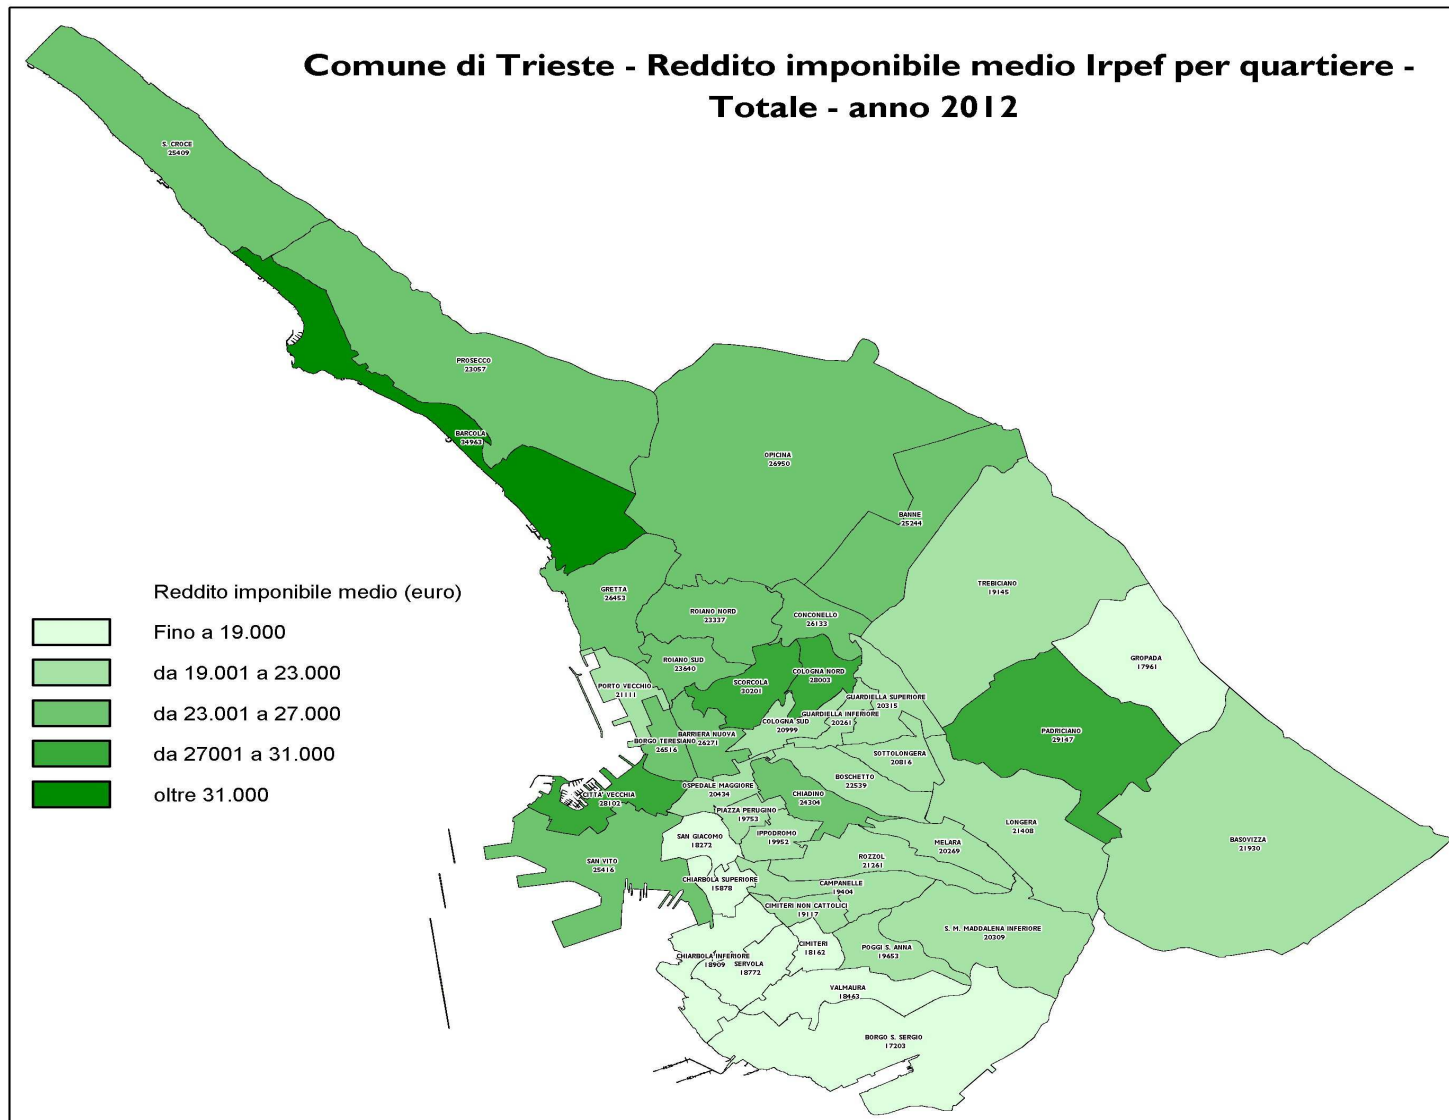 Comune di Trieste - Reddito imponibile medio Irpef per quartiere -
Totale - anno 2012
S. CROCE
25409
PROSECCO
23057
BARCOLA
34963
OPICINA
26950
BANNE
25244
TREBICIANO
19145
GROPADA
17961
PADRICIANO
29147
BASOVIZZA
21930
GRETTA
26453
ROIANO NORD
23337
CONCONELLO
26133
ROIANO SUD
23640
SCORCOLA
30201
COLOGNA NORD
28003
PORTO VECCHIO
21111
GUARDIELLA SUPERIORE
20315
GUARDIELLA INFERIORE
20261
COLOGNA SUD
20999
BARRIERA NUOVA
26271
BORGO TERESIANO
26516
SOTTOLONGERA
20816
BOSCHETTO
22539
OSPEDALE MAGGIORE
20434
CITTA' VECCHIA
28102
CHIADINO
24304
PIAZZA PERUGINO
19753
LONGERA
21408
SAN GIACOMO
18272
IPPODROMO
19952
MELARA
20269
SAN VITO
25416
ROZZOL
21261
CHIARBOLA SUPERIORE
15878
CAMPANELLE
19404
CIMITERI NON CATTOLICI
19117
S. M. MADDALENA INFERIORE
20309
CIMITERI
18162
POGGI S. ANNA
19653
CHIARBOLA INFERIORE
18909
SERVOLA
18772
VALMAURA
18463
BORGO S. SERGIO
17203
Reddito imponibile medio (euro)
Fino a 19.000
da 19.001 a 23.000
da 23.001 a 27.000
da 27001 a 31.000
oltre 31.000